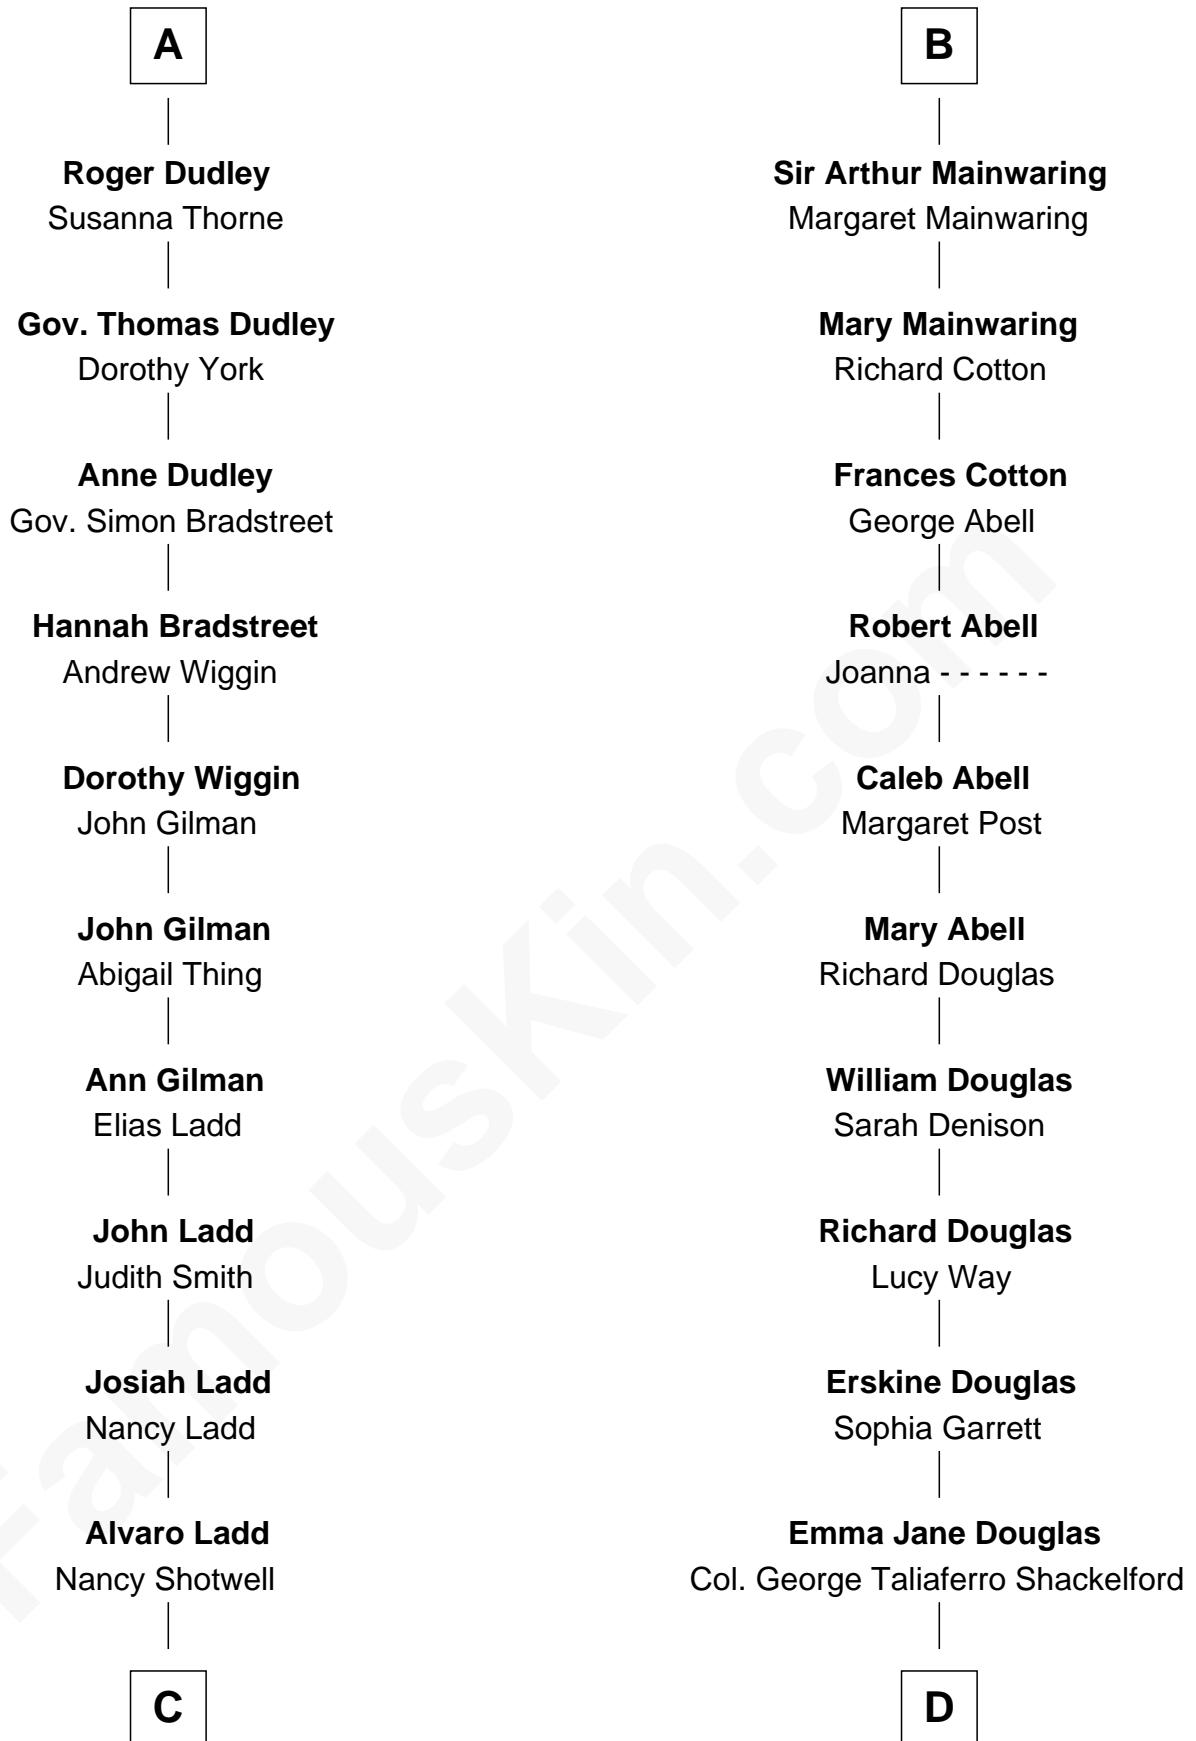 A
Roger Dudley
Susanna Thorne
Gov. Thomas Dudley
Dorothy York
Anne Dudley
Gov. Simon Bradstreet
Hannah Bradstreet
Andrew Wiggin
Dorothy Wiggin
John Gilman
John Gilman
Abigail Thing
Ann Gilman
Elias Ladd
John Ladd
Judith Smith
Josiah Ladd
Nancy Ladd
Alvaro Ladd
Nancy Shotwell
C
B
Sir Arthur Mainwaring
Margaret Mainwaring
Mary Mainwaring
Richard Cotton
Frances Cotton
George Abell
Robert Abell
Joanna - - - - - -
Caleb Abell
Margaret Post
Mary Abell
Richard Douglas
William Douglas
Sarah Denison
Richard Douglas
Lucy Way
Erskine Douglas
Sophia Garrett
Emma Jane Douglas
Col. George Taliaferro Shackelford
D
FamousKin.com